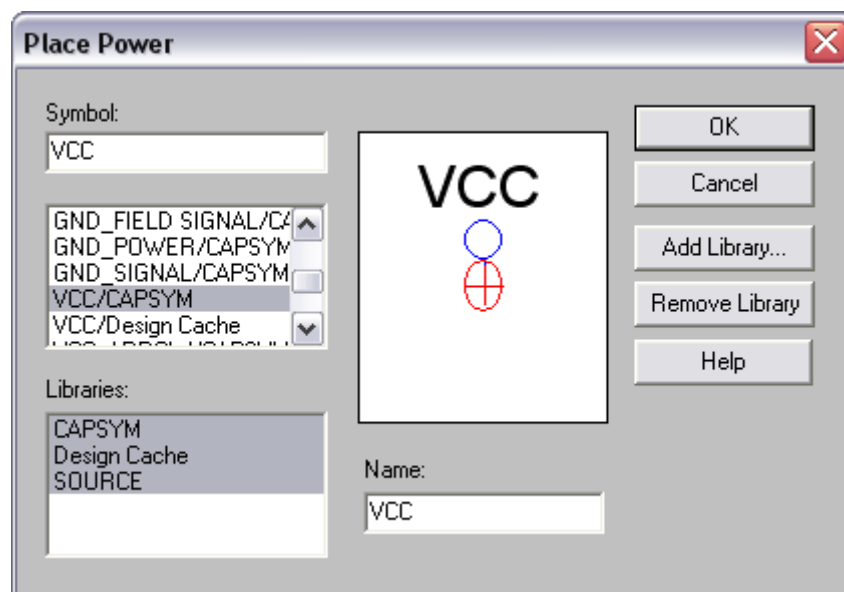 Place Power
Symbol:
VCC
GND_FIELD SIGNAL/CA
GND_POWER/CAPSYM
GND_SIGNAL/CAPSYM
VCC/CAPSYM
VCC/Design Cache
Libraries:
CAPSYM
Design Cache
SOURCE
VCC
Name:
VCC
OK
Cancel
Add Library...
Remove Library
Help